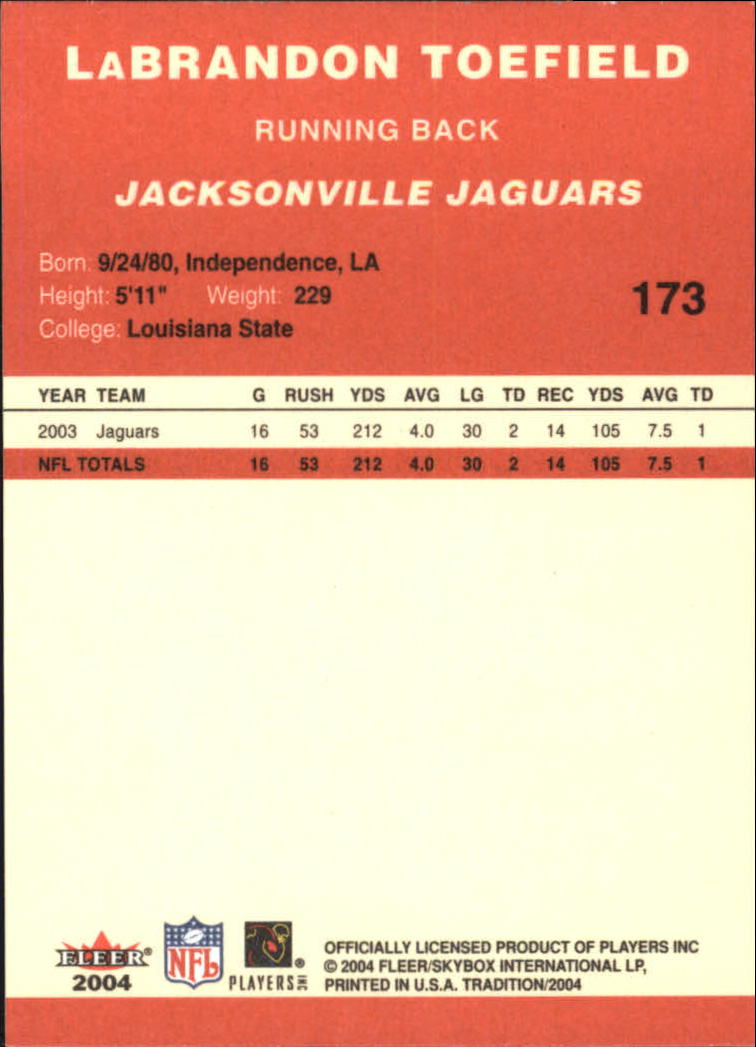 LaBRANDON TOEFIELD
RUNNING BACK
JACKSONVILLE JAGUARS
Born: 9/24/80, Independence, LA
Height: 5'11" Weight: 229
173
College: Louisiana State
YEAR TEAM G RUSH YDS AVG LG TD REC YDS AVG TD
2003 Jaguars 16 53 212 4.0 30 2 14 105 7.5 1
NFL TOTALS 16 53 212 4.0 30 2 14 105 7.5 1
FLEER®
2004
NFL
PLAYERS INC ®
OFFICIALLY LICENSED PRODUCT OF PLAYERS INC
© 2004 FLEER/SKYBOX INTERNATIONAL LP,
PRINTED IN U.S.A. TRADITION/2004